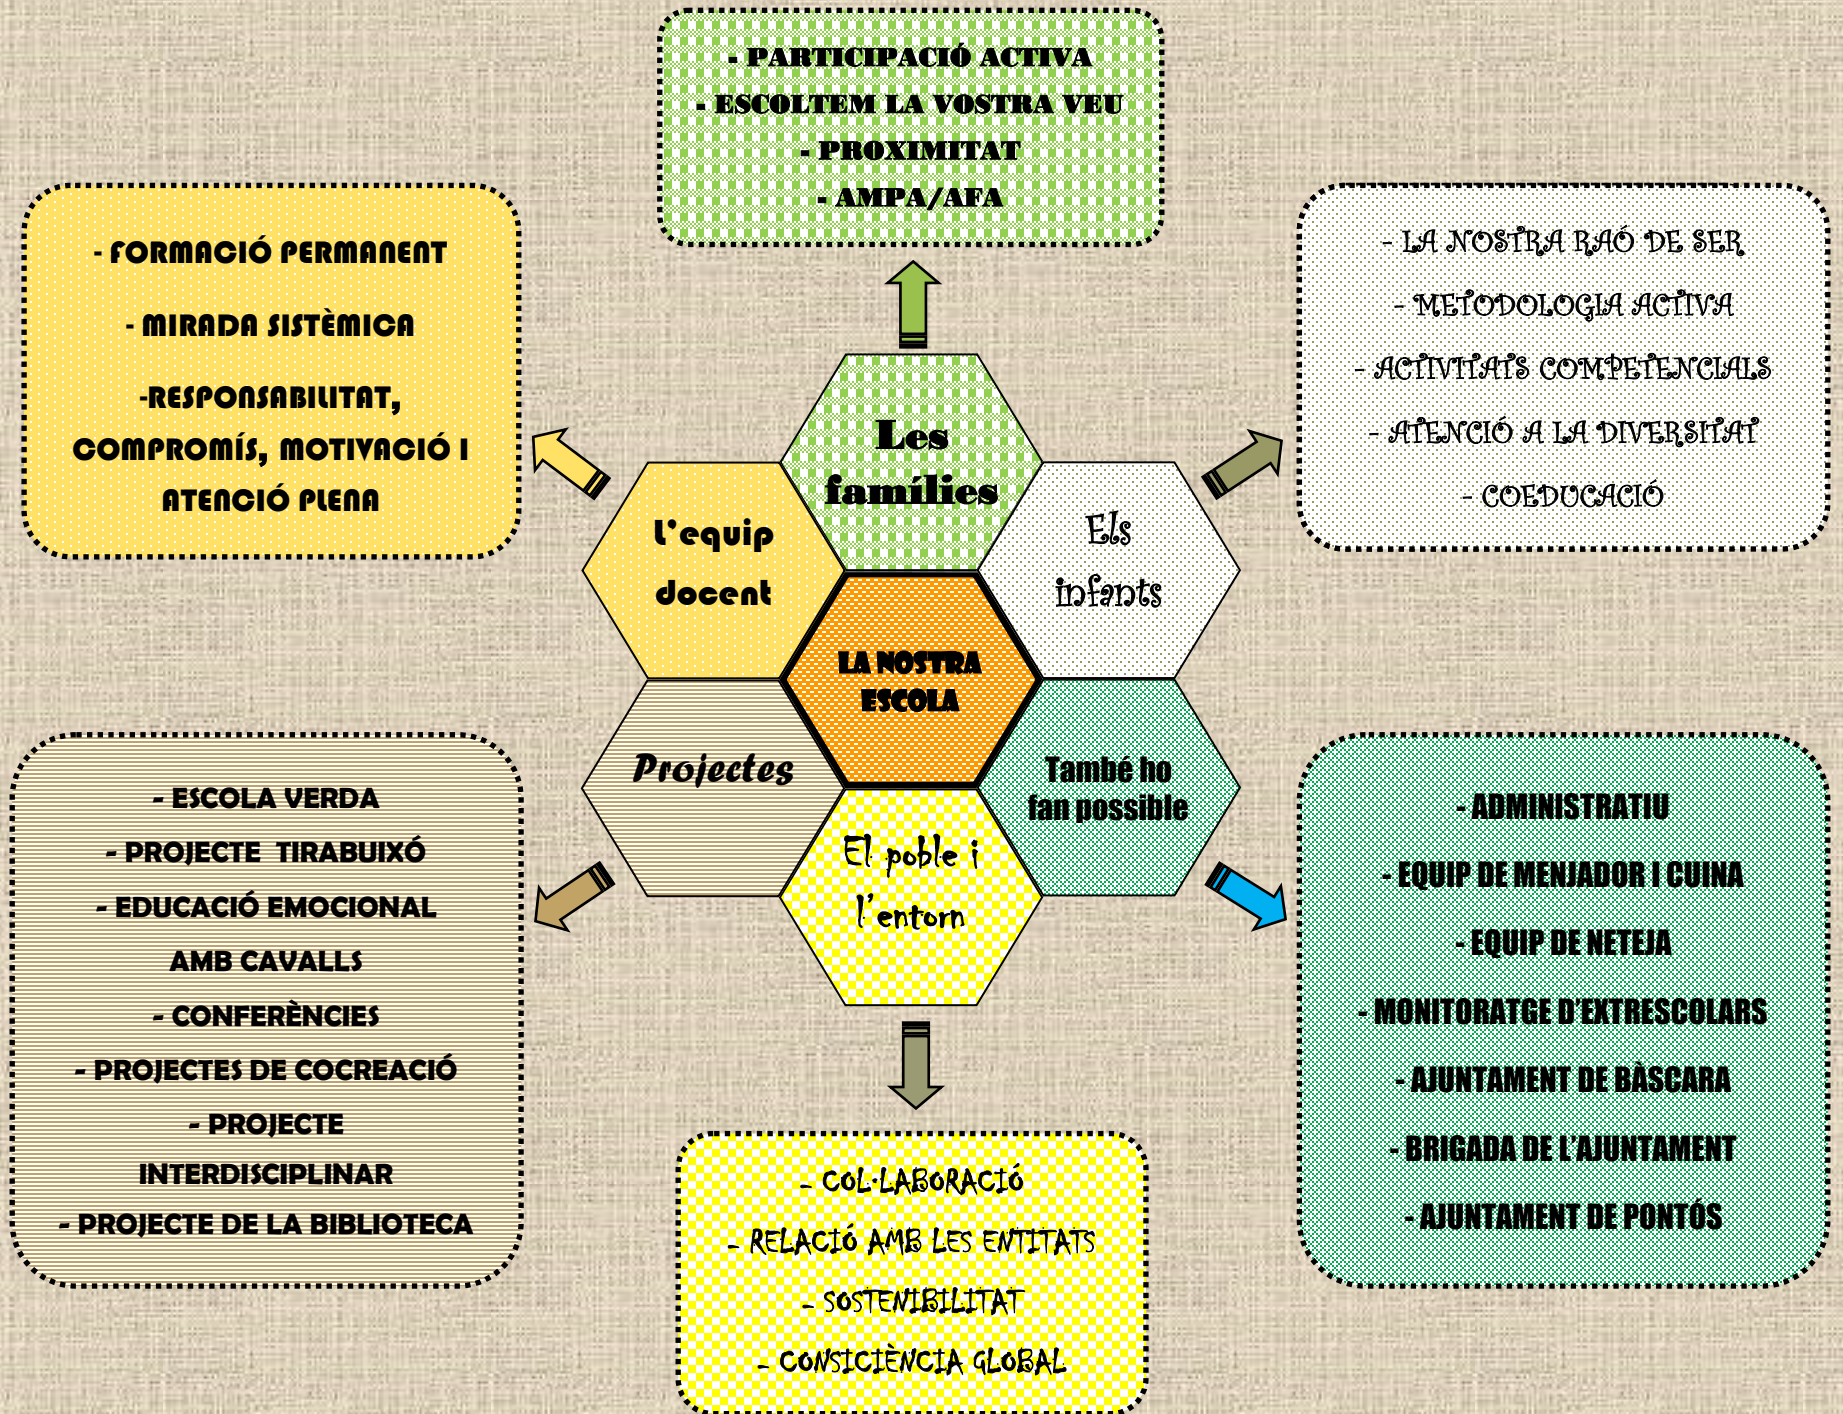 - PARTICIPACIÓ ACTIVA
- ESCOLTEM LA VOSTRA VEU
- PROXIMITAT
- AMPA/AFA
- FORMACIÓ PERMANENT
- MIRADA SISTÈMICA
-RESPONSABILITAT,
COMPROMÍS, MOTIVACIÓ I
ATENCIÓ PLENA
- LA NOSTRA RAÓ DE SER
- METODOLOGIA ACTIVA
- ACTIVITATS COMPETENCIALS
- ATENCIÓ A LA DIVERSITAT
- COEDUCACIÓ
Les
famílies
L'equip
docent
Els
infants
LA NOSTRA
ESCOLA
Projectes
També ho
fan possible
El poble i
l'entorn
- ESCOLA VERDA
- PROJECTE TIRABUIXÓ
- EDUCACIÓ EMOCIONAL
AMB CAVALLS
- CONFERÈNCIES
- PROJECTES DE COCREACIÓ
- PROJECTE
INTERDISCIPLINAR
- PROJECTE DE LA BIBLIOTECA
- ADMINISTRATIU
- EQUIP DE MENJADOR I CUINA
- EQUIP DE NETEJA
- MONITORATGE D'EXTRESCOLARS
- AJUNTAMENT DE BÀSCARA
- BRIGADA DE L'AJUNTAMENT
- AJUNTAMENT DE PONTÓS
- COL·LABORACIÓ
- RELACIÓ AMB LES ENTITATS
- SOSTENIBILITAT
- CONSICIÈNCIA GLOBAL